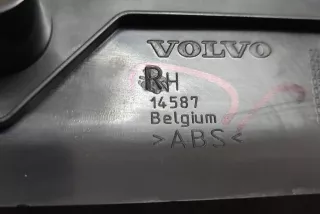 VOLVO
RH
14587
Belgium
>ABS<